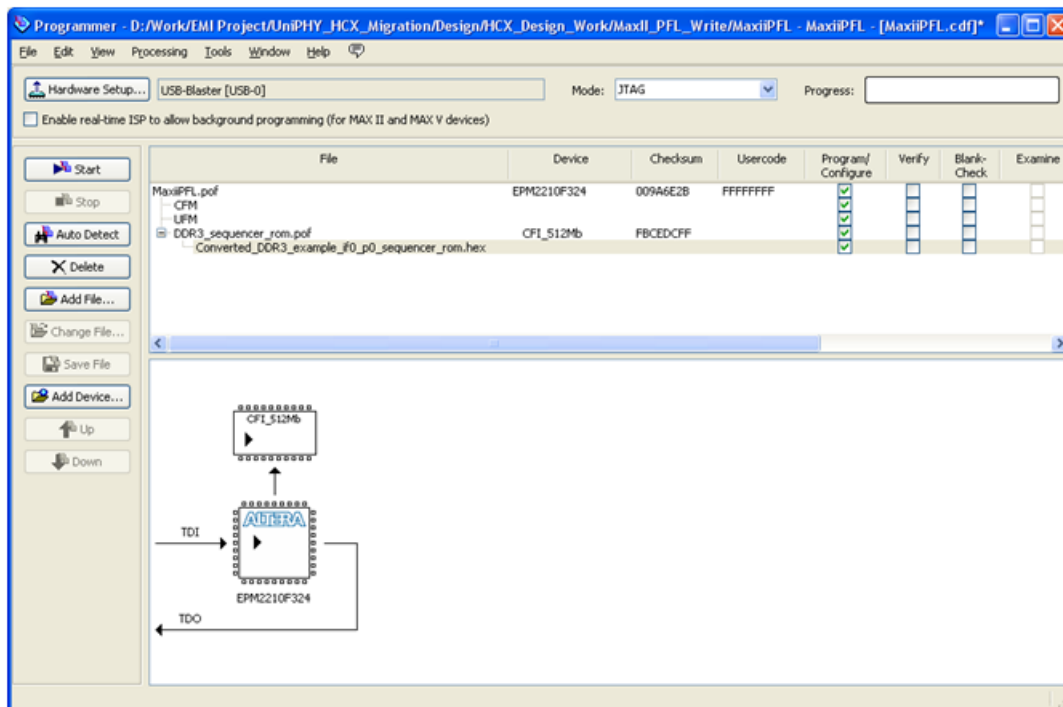 Programmer - D:/Work/EMI Project/UniPHY_HCX_Migration/Design/HCX_Design_Work/MaxII_PFL_Write/MaxiiPFL - MaxiiPFL - [MaxiiPFL.cdf]*
File Edit View Processing Tools Window Help
Hardware Setup... USB-Blaster [USB-0] Mode: JTAG Progress:
Enable real-time ISP to allow background programming (for MAX II and MAX V devices)
File Device Checksum Usercode Program/ Configure Verify Blank- Check Examine
Start
Stop
Auto Detect
Delete
Add File...
Change File...
Save File
Add Device...
Up
Down
MaxiiPFL.pof EPM2210F324 009A6E2B FFFFFFFF
CFM
UFM
DDR3_sequencer_rom.pof CFI_512Mb FBCEDCFF
Converted_DDR3_example_if0_p0_sequencer_rom.hex
CFI_512Mb
ALTERA
TDI
EPM2210F324
TDO